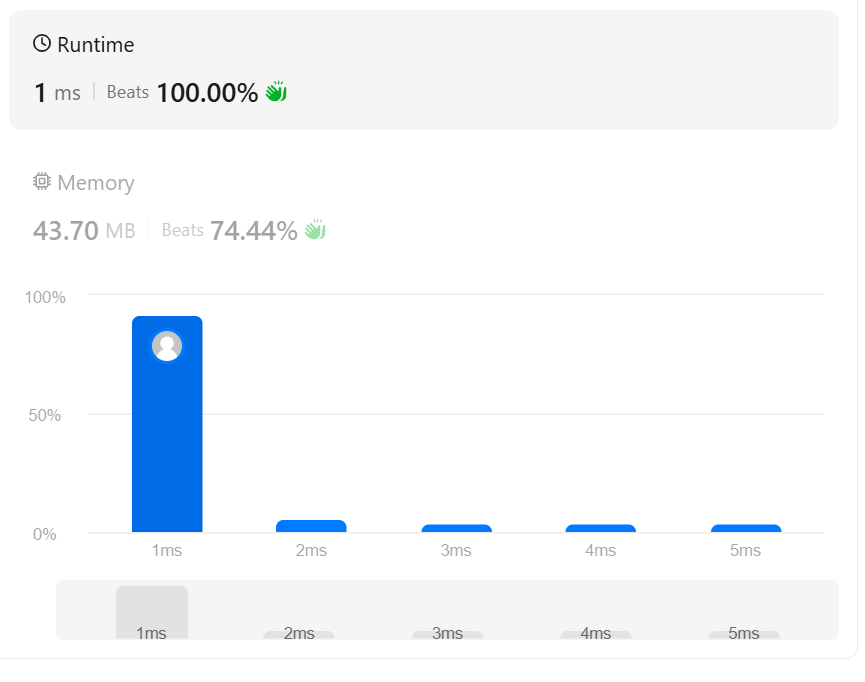 Runtime
1 ms Beats 100.00%
Memory
43.70 MB Beats 74.44%
100%
50%
0%
1ms 2ms 3ms 4ms 5ms
1ms 2ms 3ms 4ms 5ms